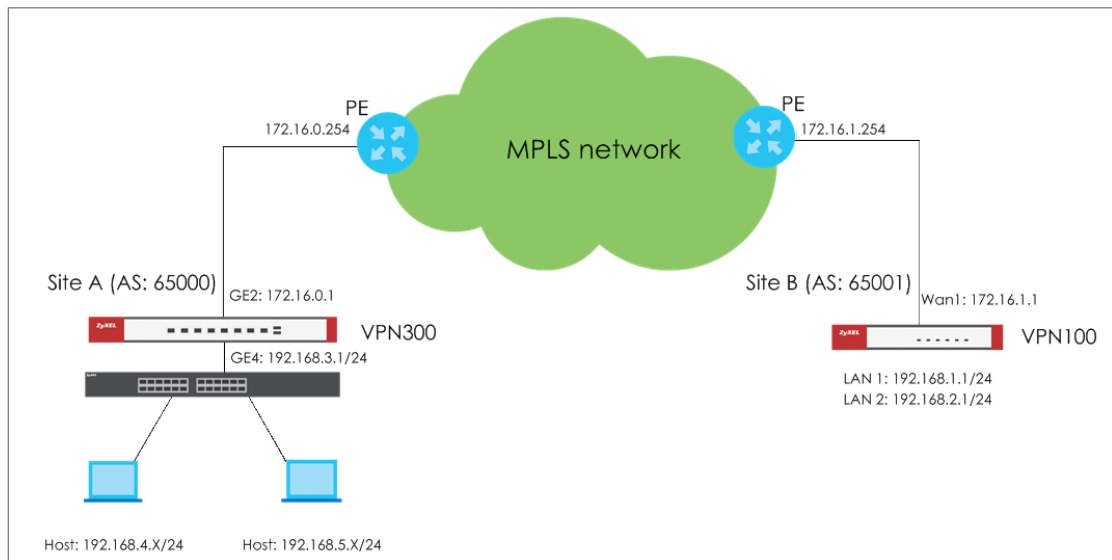 PE
172.16.0.254
MPLS network
PE
172.16.1.254
Site A (AS: 65000)
GE2: 172.16.0.1
ZyXEL
VPN300
GE4: 192.168.3.1/24
ZyXEL
Host: 192.168.4.X/24
Host: 192.168.5.X/24
Site B (AS: 65001)
Wan1: 172.16.1.1
ZyXEL
VPN100
LAN 1: 192.168.1.1/24
LAN 2: 192.168.2.1/24